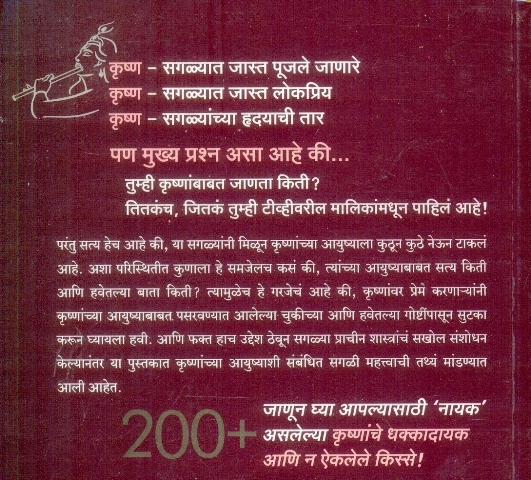 कृष्ण – सगळ्यात जास्त पूजले जाणारे
कृष्ण – सगळ्यात जास्त लोकप्रिय
कृष्ण – सगळ्यांच्या हृदयाची तार
पण मुख्य प्रश्न असा आहे की...
तुम्ही कृष्णांबाबत जाणता किती?
तितकंच, जितकं तुम्ही टीव्हीवरील मालिकांमधून पाहिलं आहे!
परंतु सत्य हेच आहे की, या सगळ्यांनी मिळून कृष्णांच्या आयुष्याला कुठून कुठे नेऊन टाकलं
आहे. अशा परिस्थितीत कुणाला हे समजेलच कसं की, त्यांच्या आयुष्याबाबत सत्य किती
आणि हवेतल्या बाता किती? त्यामुळेच हे गरजेचं आहे की, कृष्णांवर प्रेम करणाऱ्यांनी
कृष्णांच्या आयुष्याबाबत पसरवण्यात आलेल्या चुकीच्या आणि हवेतल्या गोष्टींपासून सुटका
करून घ्यायला हवी. आणि फक्त हाच उद्देश ठेवून सगळ्या प्राचीन शास्त्रांचं सखोल संशोधन
केल्यानंतर या पुस्तकात कृष्णांच्या आयुष्याशी संबंधित सगळी महत्त्वाची तथ्यं मांडण्यात
आली आहेत.
200+ जाणून घ्या आपल्यासाठी ‘नायक’
असलेल्या कृष्णांचे धक्कादायक
आणि न ऐकलेले किस्से!